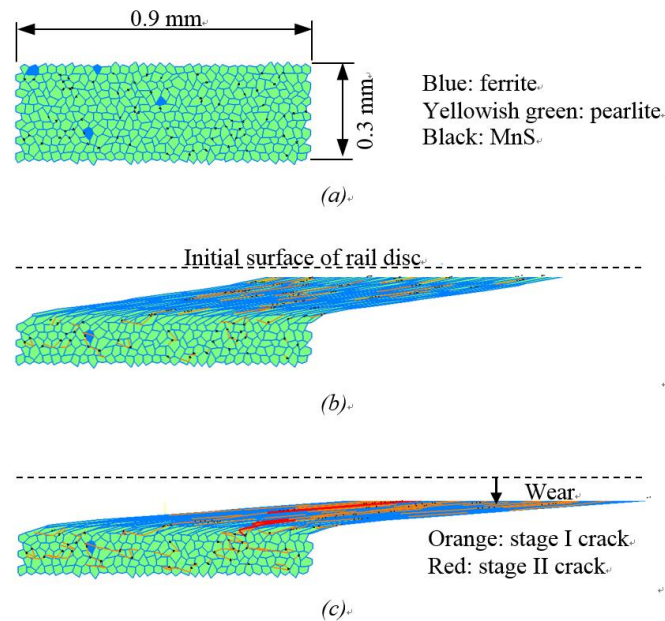 0.9 mm
0.3 mm
Blue: ferrite
Yellowish green: pearlite
Black: MnS
(a)
Initial surface of rail disc
(b)
Wear
Orange: stage I crack
Red: stage II crack
(c)